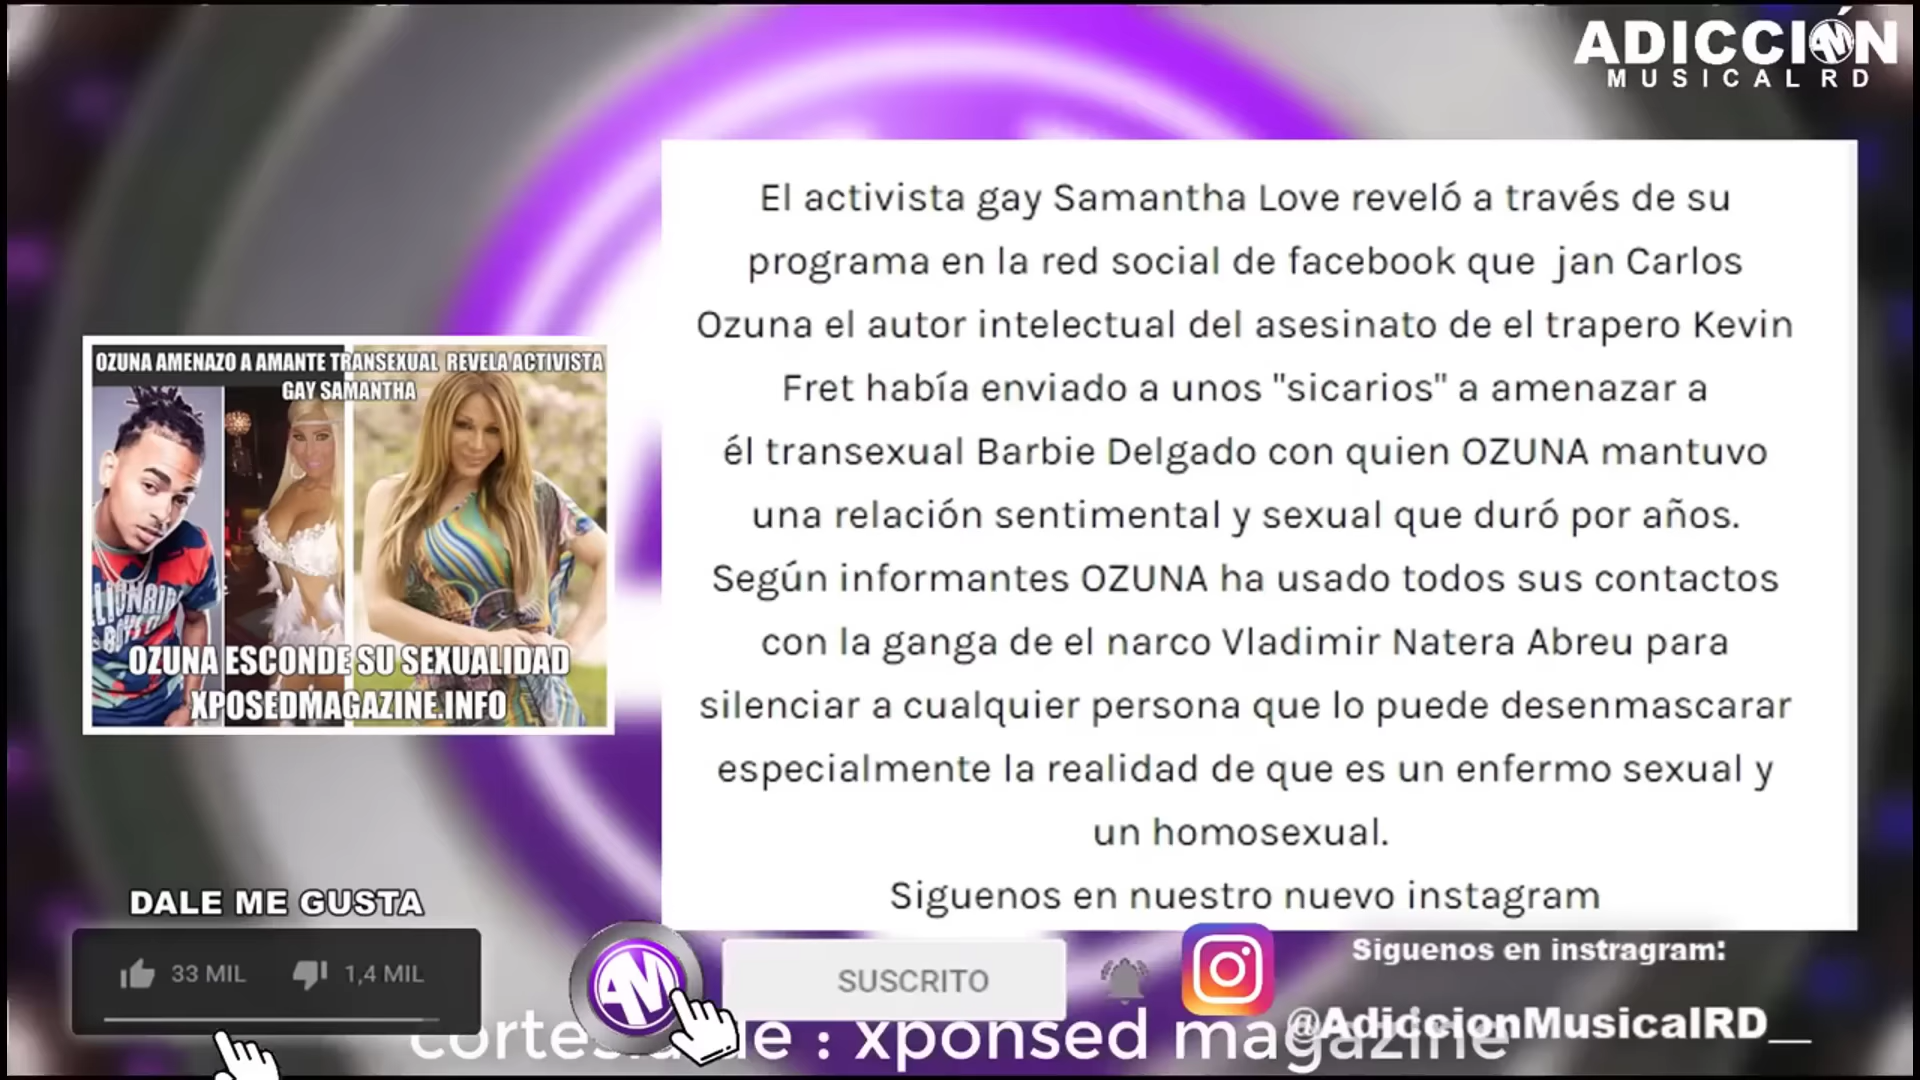 ADICCIÓN
MUSICAL RD
El activista gay Samantha Love reveló a través de su
programa en la red social de facebook que jan Carlos
Ozuna el autor intelectual del asesinato de el trapero Kevin
Fret había enviado a unos "sicarios" a amenazar a
él transexual Barbie Delgado con quien OZUNA mantuvo
una relación sentimental y sexual que duró por años.
Según informantes OZUNA ha usado todos sus contactos
con la ganga de el narco Vladimir Natera Abreu para
silenciar a cualquier persona que lo puede desenmascarar
especialmente la realidad de que es un enfermo sexual y
un homosexual.
Siguenos en nuestro nuevo instagram
OZUNA AMENAZO A AMANTE TRANSEXUAL REVELA ACTIVISTA
GAY SAMANTHA
OZUNA ESCONDE SU SEXUALIDAD
XPOSEDMAGAZINE.INFO
DALE ME GUSTA
33 MIL 1,4 MIL
AM
SUSCRITO
Siguenos en instragram:
@AdiccionMusicalRD__
: xponsed magazine